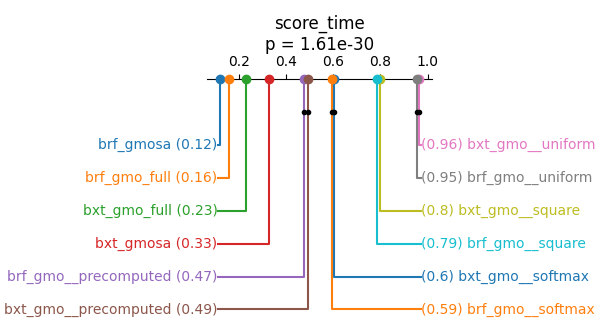 score_time
p = 1.61e-30
0.2 0.4 0.6 0.8 1.0
brf_gmosa (0.12)
brf_gmo_full (0.16)
bxt_gmo_full (0.23)
bxt_gmosa (0.33)
brf_gmo__precomputed (0.47)
bxt_gmo__precomputed (0.49)
(0.96) bxt_gmo__uniform
(0.95) brf_gmo__uniform
(0.8) bxt_gmo__square
(0.79) brf_gmo__square
(0.6) bxt_gmo__softmax
(0.59) brf_gmo__softmax